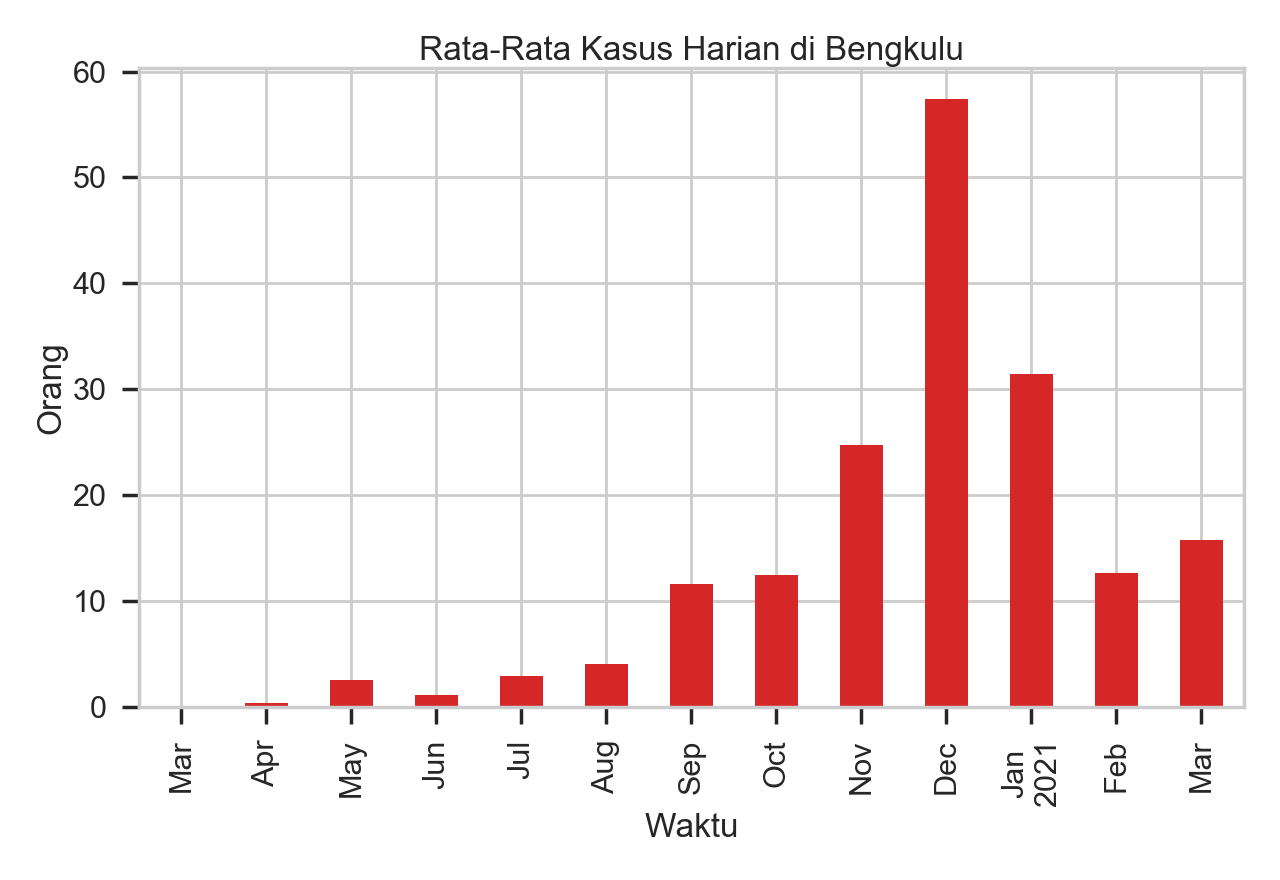 Rata-Rata Kasus Harian di Bengkulu
60
50
40
30
20
10
0
Orang
Mar
Apr
May
Jun
Jul
Aug
Sep
Oct
Nov
Dec
Jan
2021
Feb
Mar
Waktu